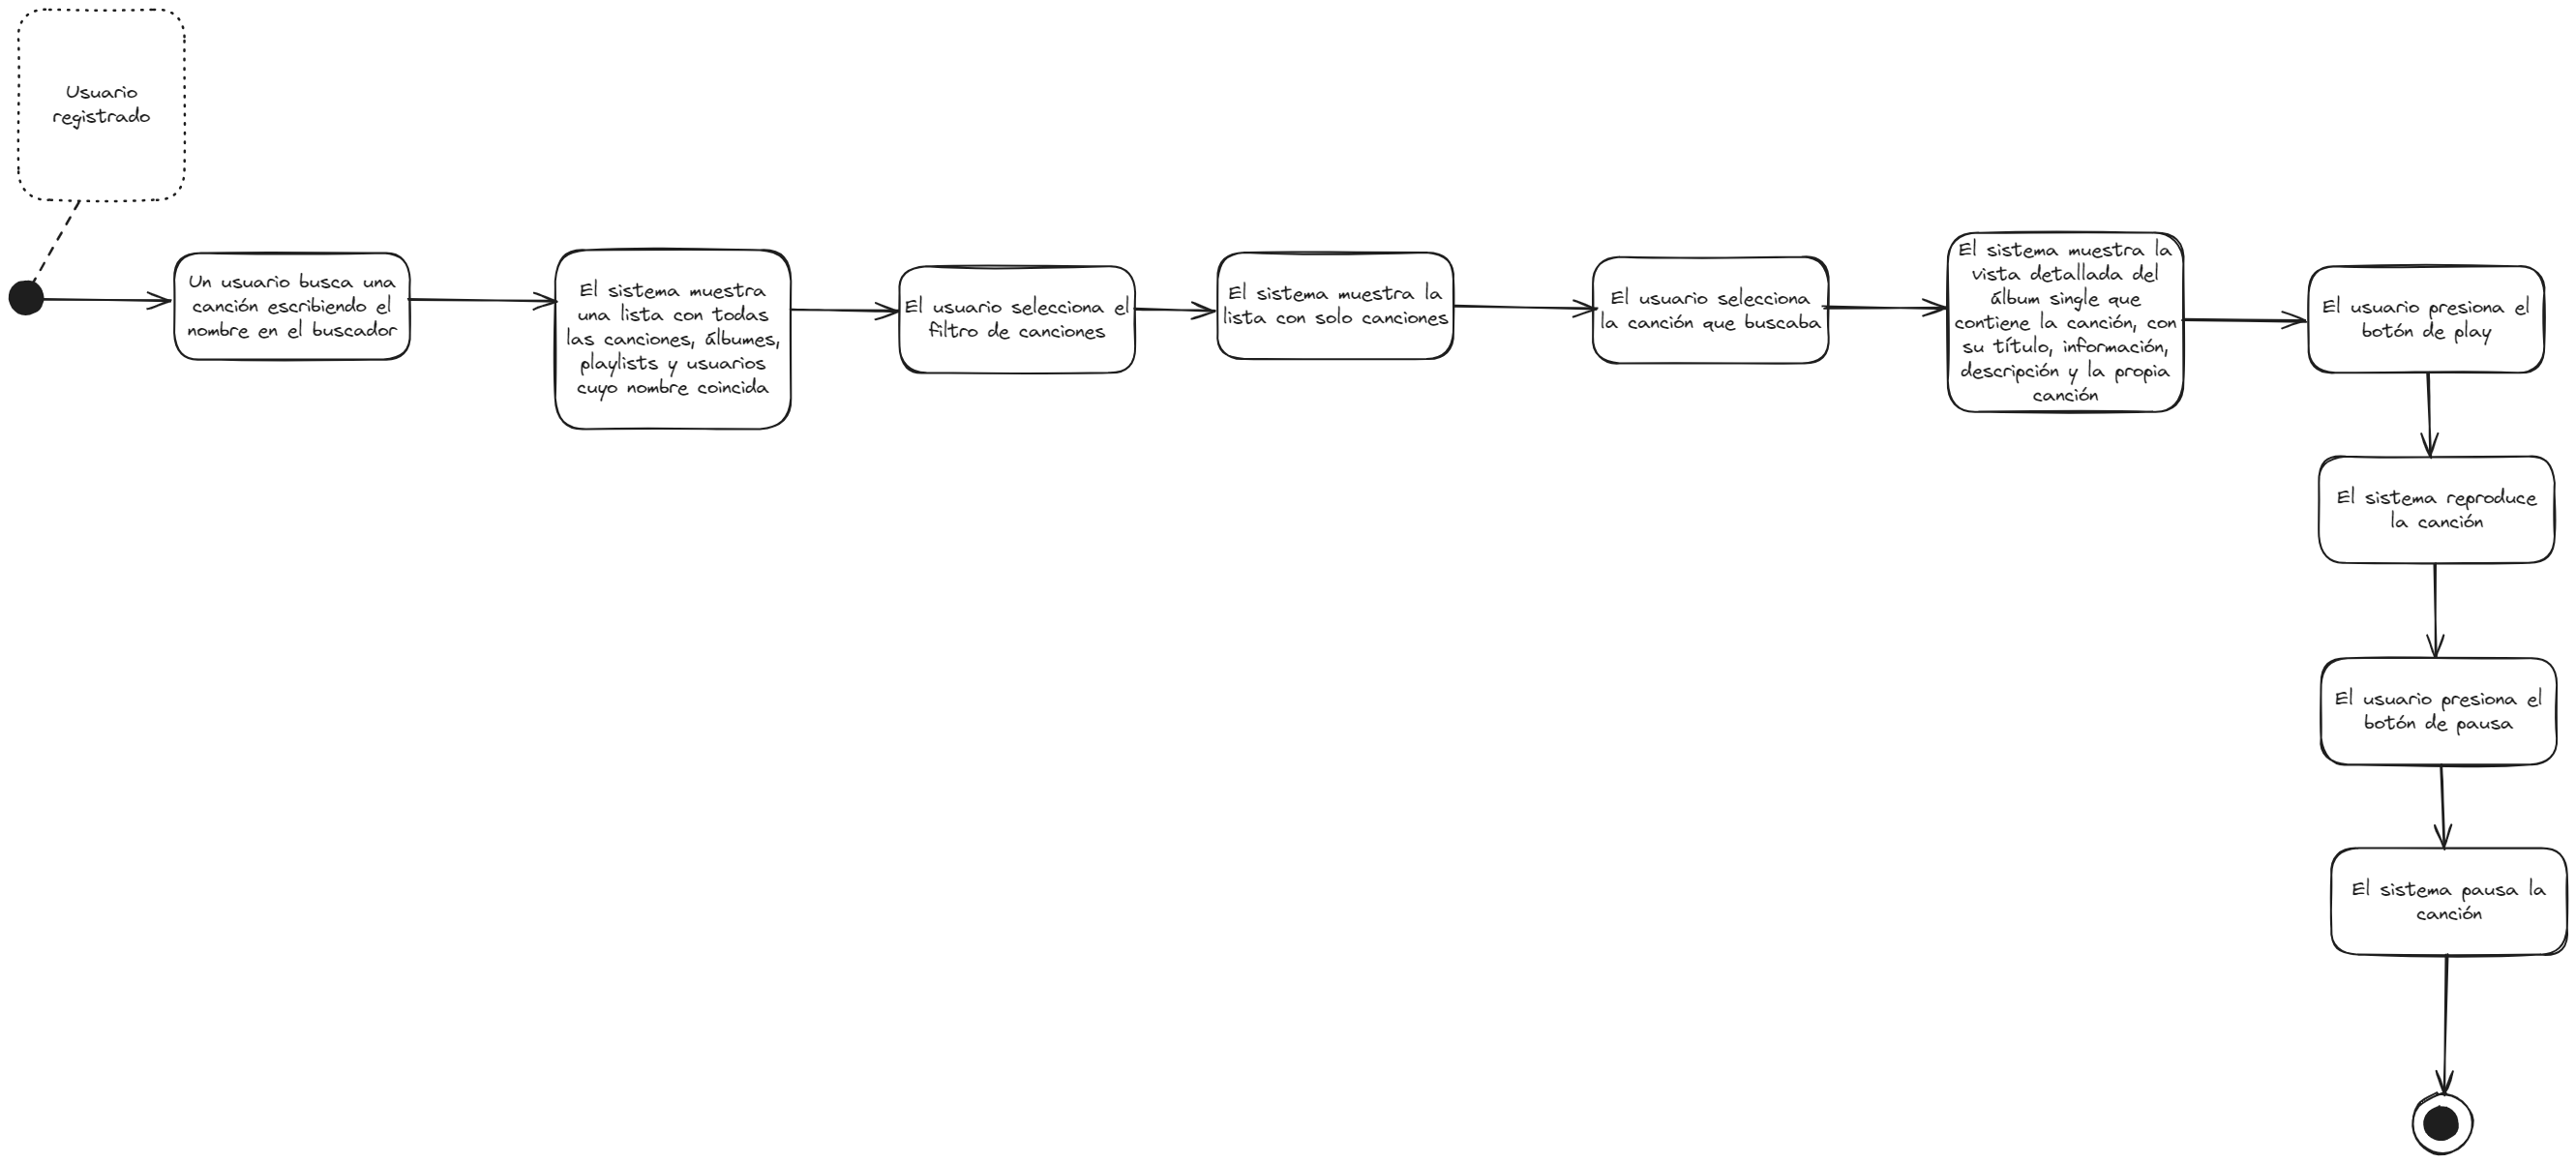 Usuario
registrado
Un usuario busca una
canción escribiendo el
nombre en el buscador
El sistema muestra
una lista con todas
las canciones, álbumes,
playlists y usuarios
cuyo nombre coincida
El usuario selecciona el
filtro de canciones
El sistema muestra la
lista con solo canciones
El usuario selecciona
la canción que buscaba
El sistema muestra la
vista detallada del
álbum single que
contiene la canción, con
su título, información,
descripción y la propia
canción
El usuario presiona el
botón de play
El sistema reproduce
la canción
El usuario presiona el
botón de pausa
El sistema pausa la
canción